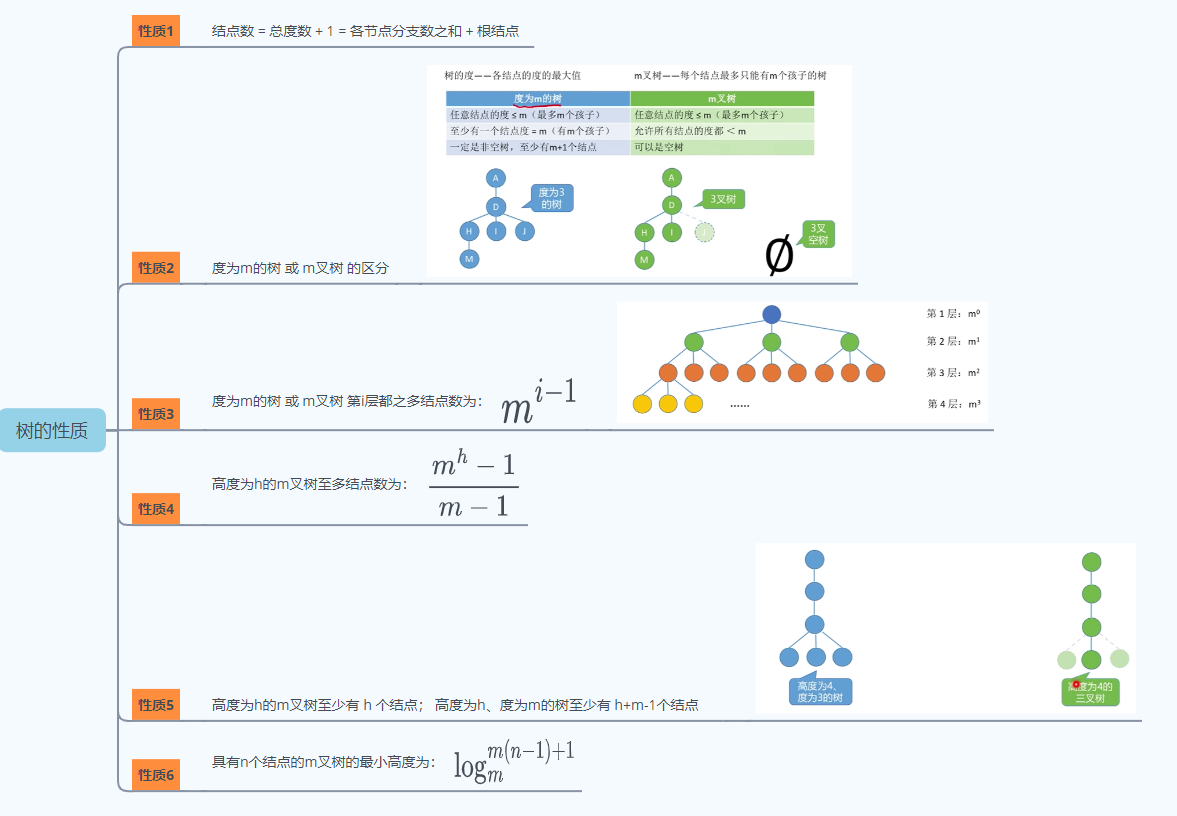 树的性质
性质1
结点数 = 总度数 + 1 = 各节点分支数之和 + 根结点
性质2
度为m的树 或 m叉树 的区分
树的度——各结点的度的最大值
m叉树——每个结点最多只能有m个孩子的树
度为m的树
m叉树
任意结点的度 ≤ m（最多m个孩子）
任意结点的度 ≤ m（最多m个孩子）
至少有一个结点度 = m（有m个孩子）
允许所有结点的度都 < m
一定是非空树，至少有m+1个结点
可以是空树
A
D
H I J
M
度为3
的树
A
D
H I J
M
3叉树
∅
3叉
空树
性质3
度为m的树 或 m叉树 第i层都之多结点数为：
m^{i-1}
第 1 层：m⁰
第 2 层：m¹
第 3 层：m²
第 4 层：m³
......
性质4
高度为h的m叉树至多结点数为：
\frac{m^h - 1}{m - 1}
性质5
高度为h的m叉树至少有 h 个结点； 高度为h、度为m的树至少有 h+m-1个结点
高度为4、
度为3的树
高度为4的
三叉树
性质6
具有n个结点的m叉树的最小高度为：
\log_m^{m(n-1)+1}